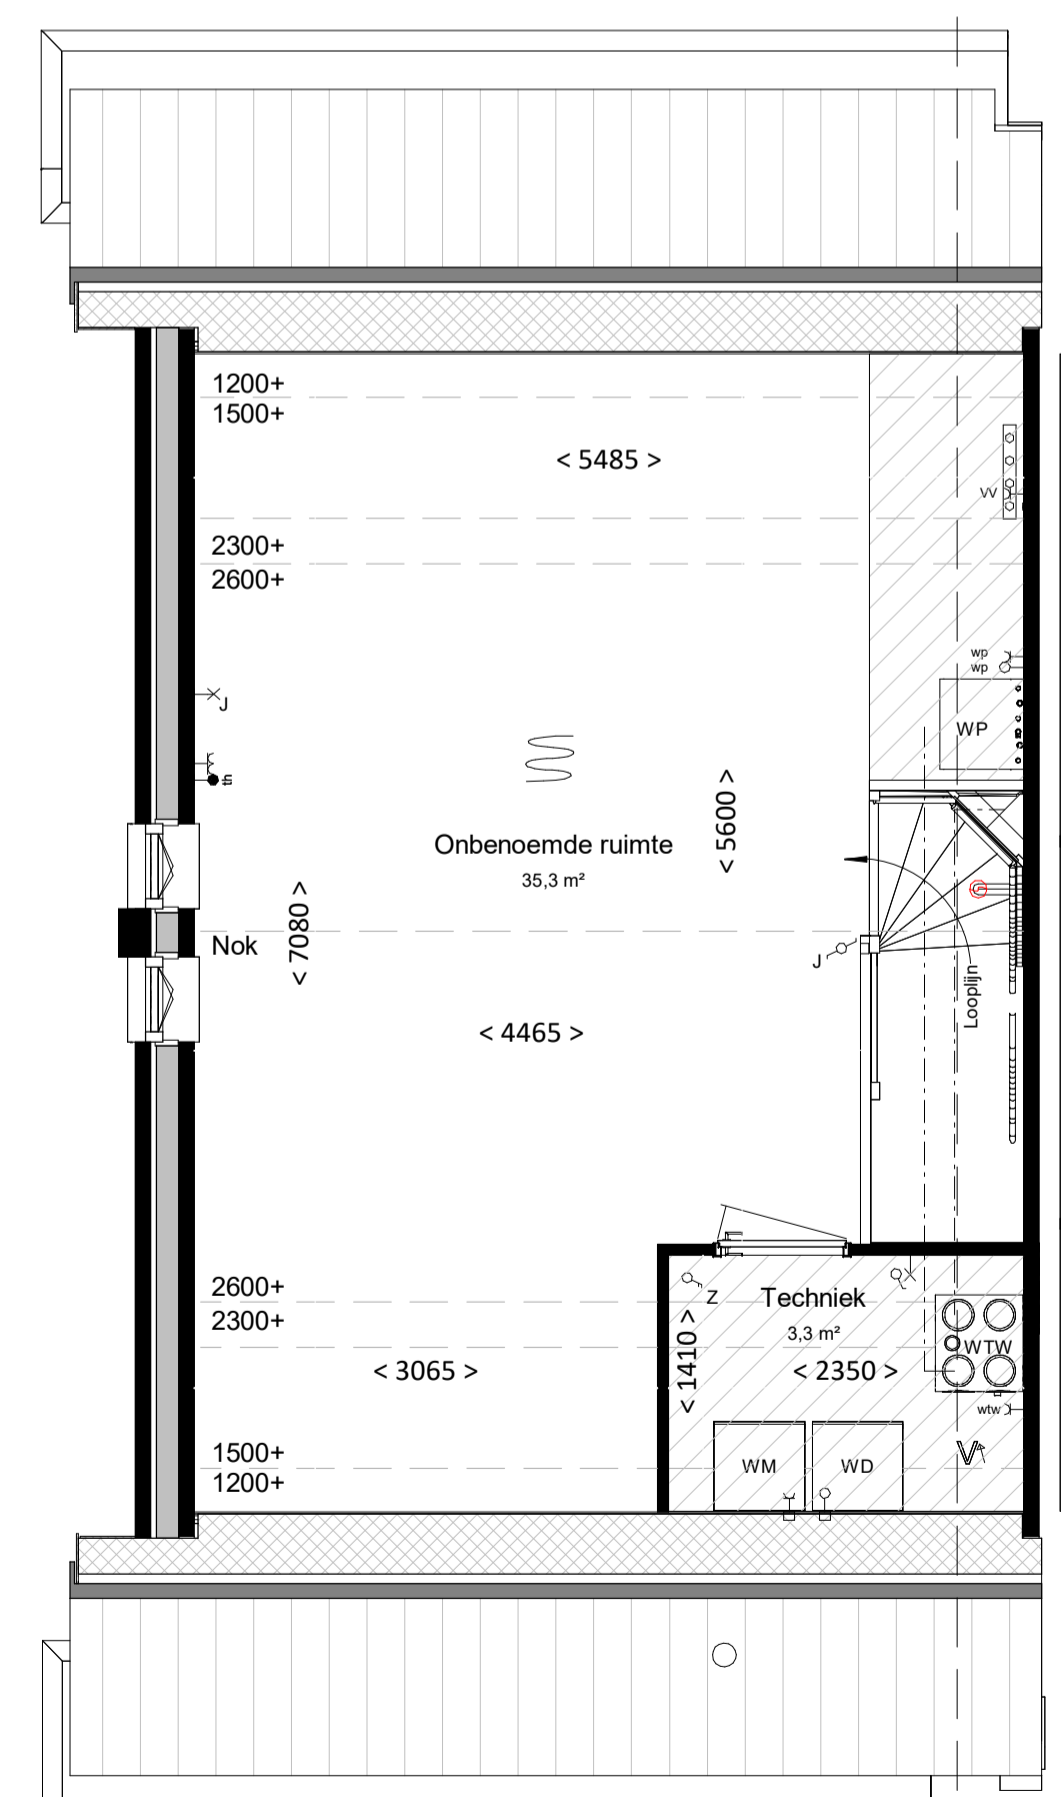 1200+
1500+
< 5485 >
VV
2300+
2600+
wp
wp
J
WP
th
< 5600 >
Onbenoemde ruimte
35,3 m²
< 7080 >
Nok
J
Looplijn
< 4465 >
2600+
2300+
Z
Techniek
3,3 m²
WTW
< 1410 >
< 3065 >
< 2350 >
wtw
1500+
1200+
WM
WD
V